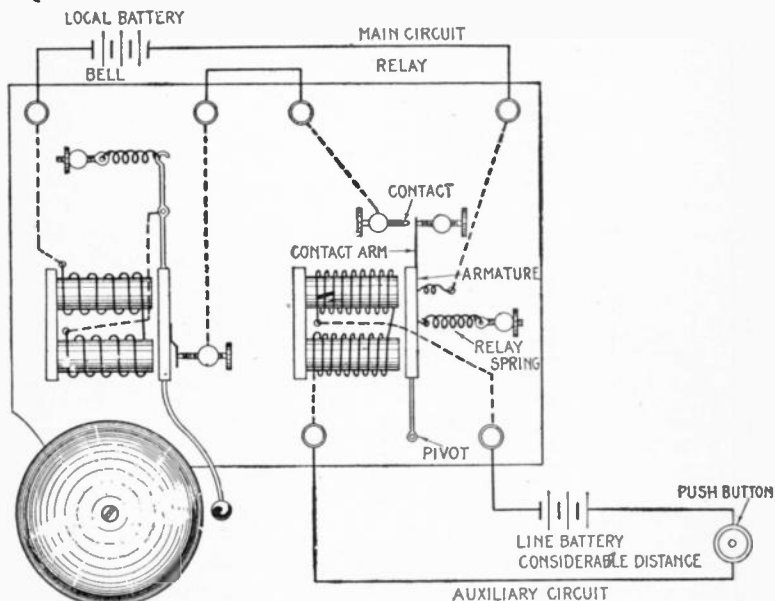 LOCAL BATTERY
MAIN CIRCUIT
BELL
RELAY
CONTACT
CONTACT ARM
ARMATURE
RELAY
SPRING
PIVOT
PUSH BUTTON
LINE BATTERY
CONSIDERABLE DISTANCE
AUXILIARY CIRCUIT